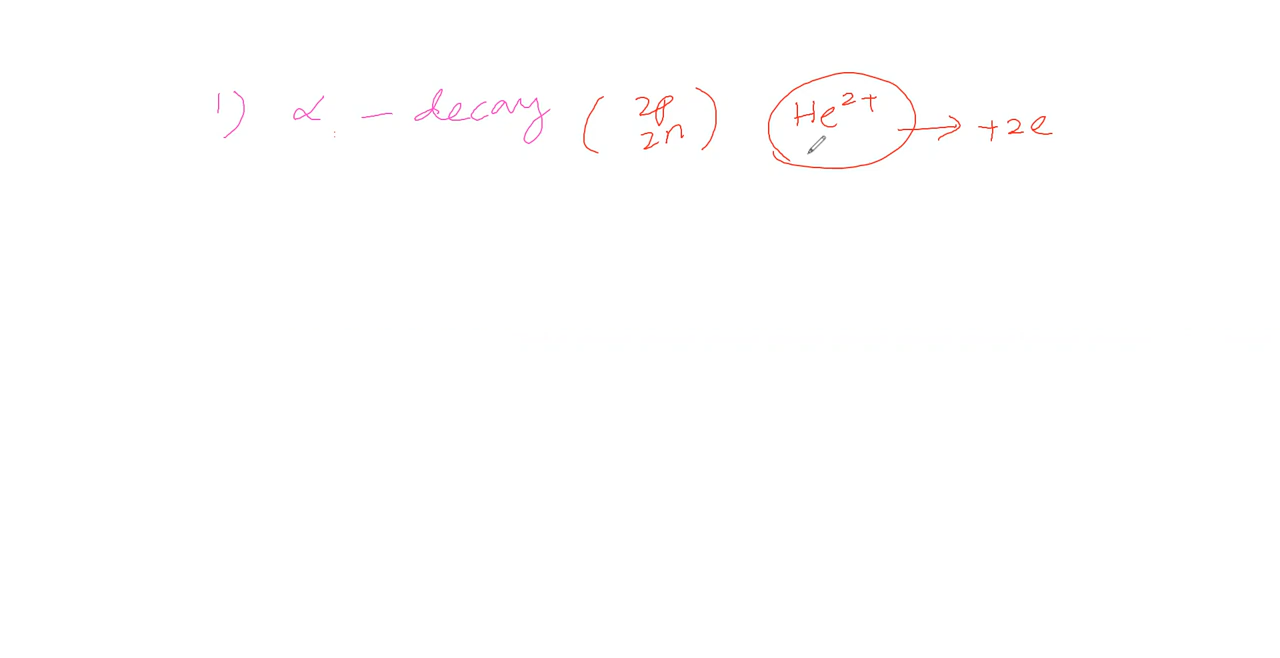 1) α - decay ( 2p 2n ) He²⁺ → +2e